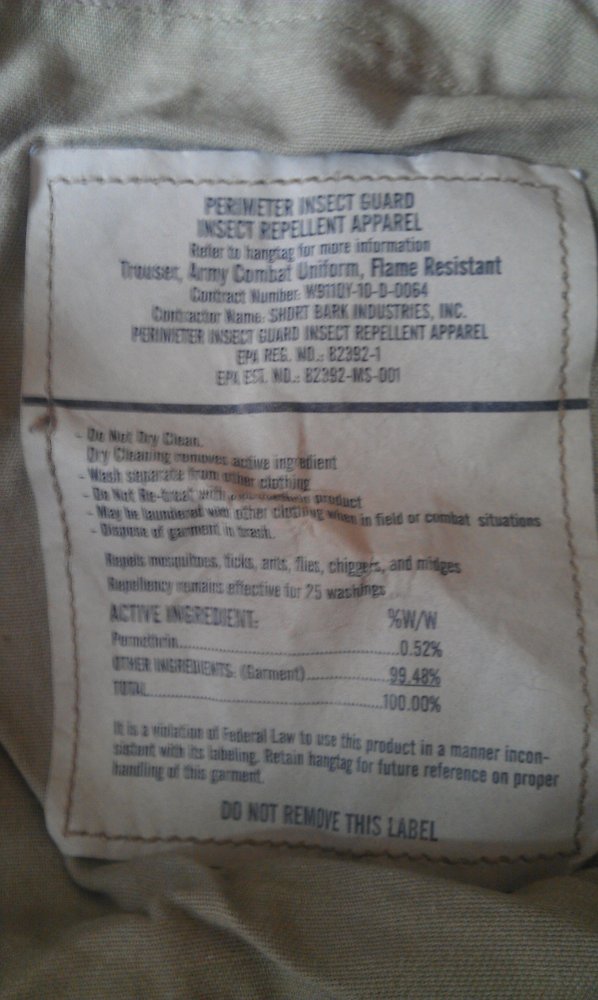 PERIMETER INSECT GUARD
INSECT REPELLENT APPAREL
Refer to hangtag for more information
Trouser, Army Combat Uniform, Flame Resistant
Contract Number: W911QY-10-D-0064
Contractor Name: SHORT BARK INDUSTRIES, INC.
PERIMETER INSECT GUARD INSECT REPELLENT APPAREL
EPA REG. NO.: 82392-1
EPA EST. NO.: 82392-MS-001
- Do Not Dry Clean.
Dry Cleaning removes active ingredient
- Wash separate from other clothing
- Do Not Re-treat with product
- May be laundered with other clothing when in field or combat situations
- Dispose of garment in trash.
Repels mosquitoes, ticks, ants, flies, chiggers, and midges
Repellency remains effective for 25 washings
ACTIVE INGREDIENT: %W/W
Permethrin..............................0.52%
OTHER INGREDIENTS: (Garment)..............99.48%
TOTAL..............................100.00%
It is a violation of Federal Law to use this product in a manner incon-
sistent with its labeling. Retain hangtag for future reference on proper
handling of this garment.
DO NOT REMOVE THIS LABEL